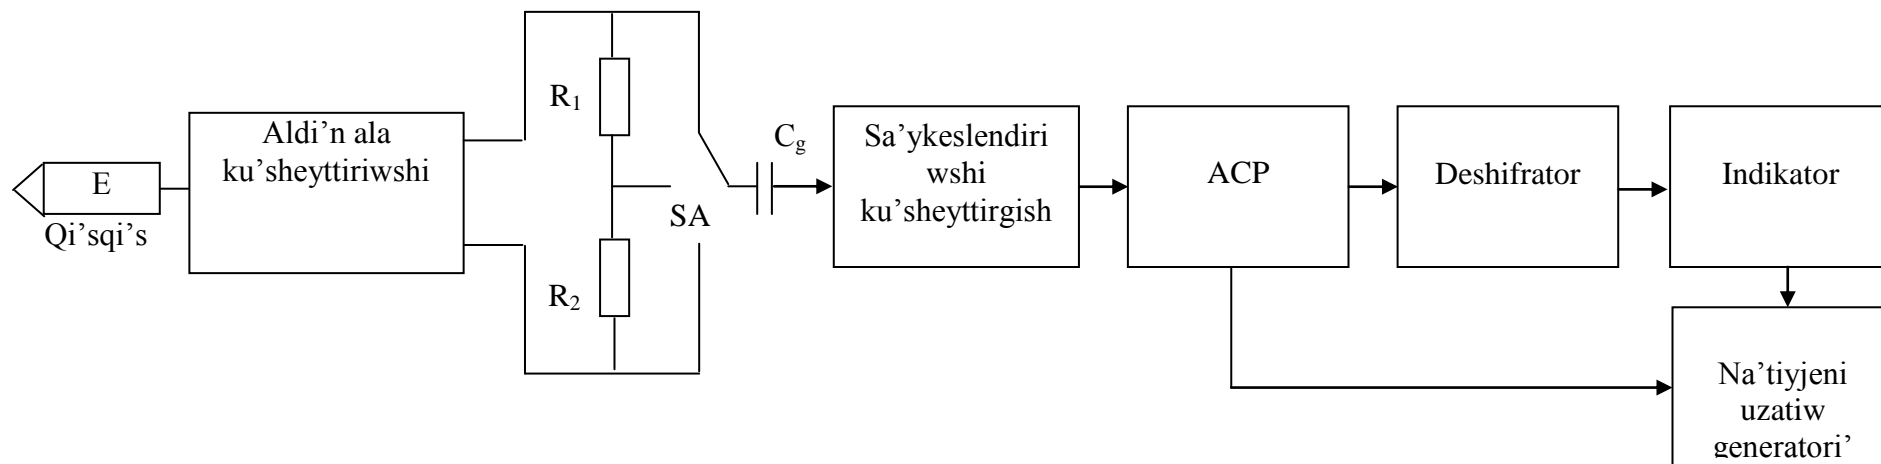 E
Qi’sqi’s
Aldi’n ala
ku’sheyttiriwshi
R₁
R₂
SA
Cg
Sa’ykeslendiri
wshi
ku’sheyttirgish
ACP
Deshifrator
Indikator
Na’tiyjeni
uzatiw
generatori’